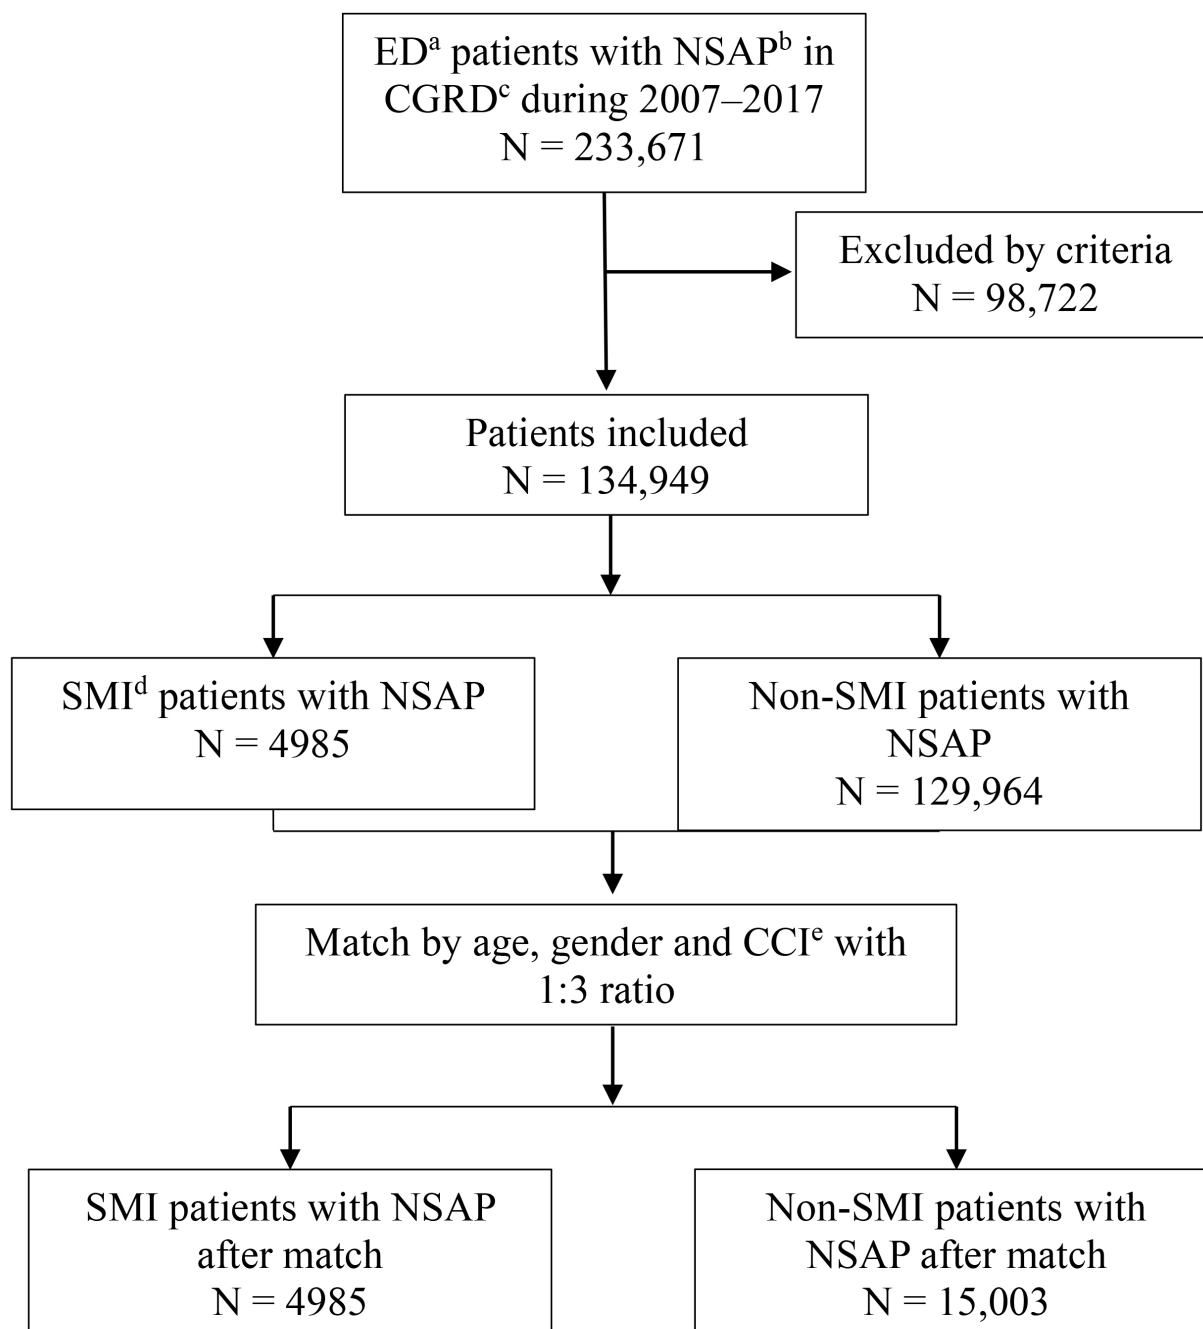 EDᵃ patients with NSAPᵇ in
CGRDᶜ during 2007–2017
N = 233,671
Excluded by criteria
N = 98,722
Patients included
N = 134,949
SMIᵈ patients with NSAP
N = 4985
Non-SMI patients with
NSAP
N = 129,964
Match by age, gender and CCIᵉ with
1:3 ratio
SMI patients with NSAP
after match
N = 4985
Non-SMI patients with
NSAP after match
N = 15,003